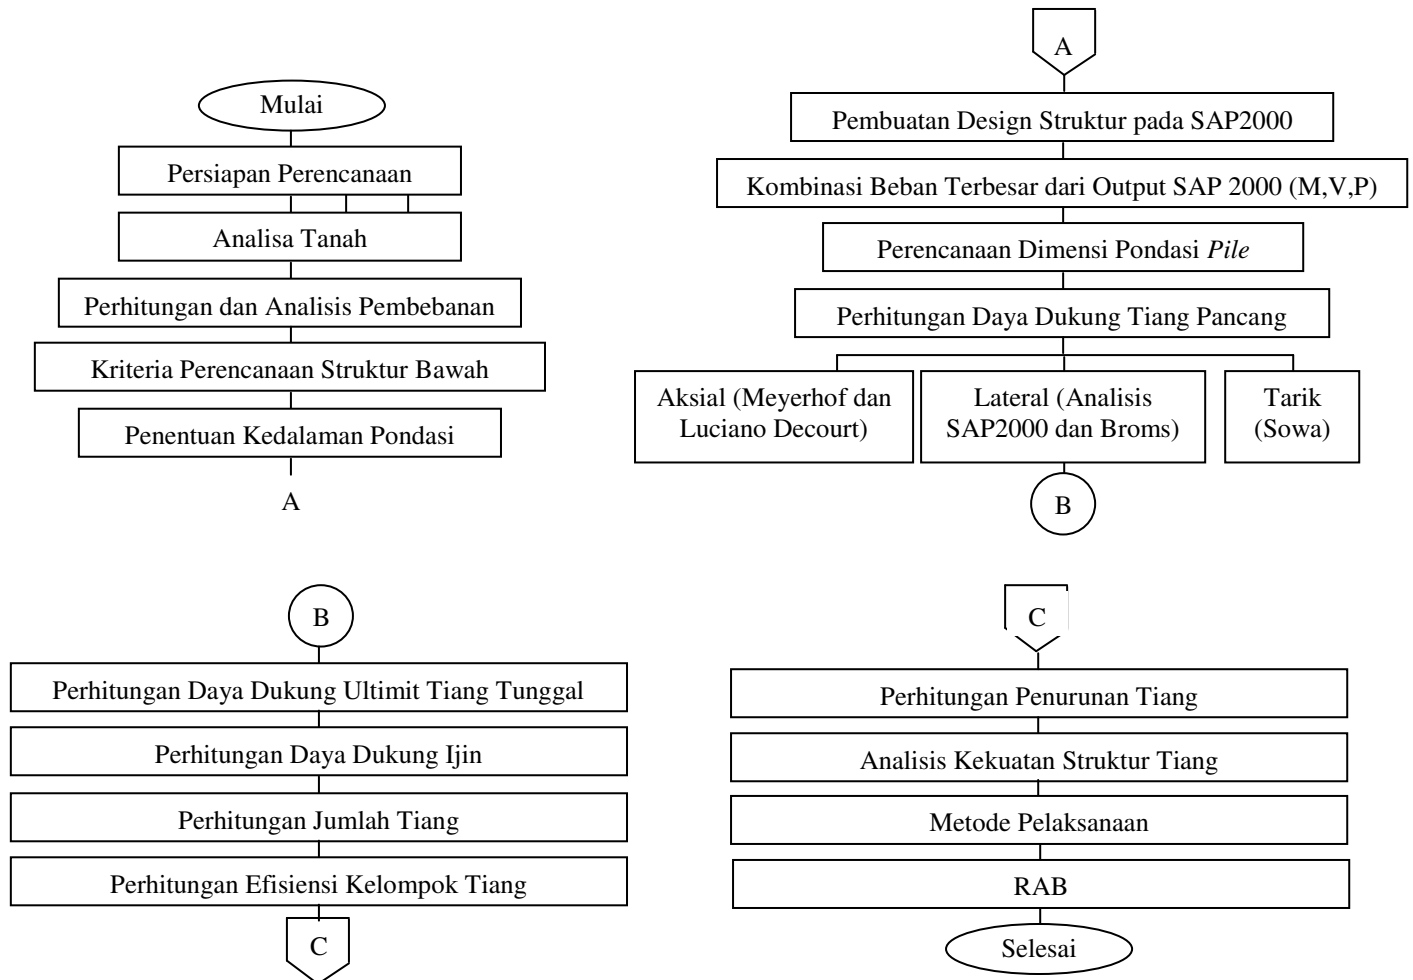 Mulai
Persiapan Perencanaan
Analisa Tanah
Perhitungan dan Analisis Pembebanan
Kriteria Perencanaan Struktur Bawah
Penentuan Kedalaman Pondasi
A
A
Pembuatan Design Struktur pada SAP2000
Kombinasi Beban Terbesar dari Output SAP 2000 (M,V,P)
Perencanaan Dimensi Pondasi Pile
Perhitungan Daya Dukung Tiang Pancang
Aksial (Meyerhof dan
Luciano Decourt)
Lateral (Analisis
SAP2000 dan Broms)
Tarik
(Sowa)
B
B
Perhitungan Daya Dukung Ultimit Tiang Tunggal
Perhitungan Daya Dukung Ijin
Perhitungan Jumlah Tiang
Perhitungan Efisiensi Kelompok Tiang
C
C
Perhitungan Penurunan Tiang
Analisis Kekuatan Struktur Tiang
Metode Pelaksanaan
RAB
Selesai